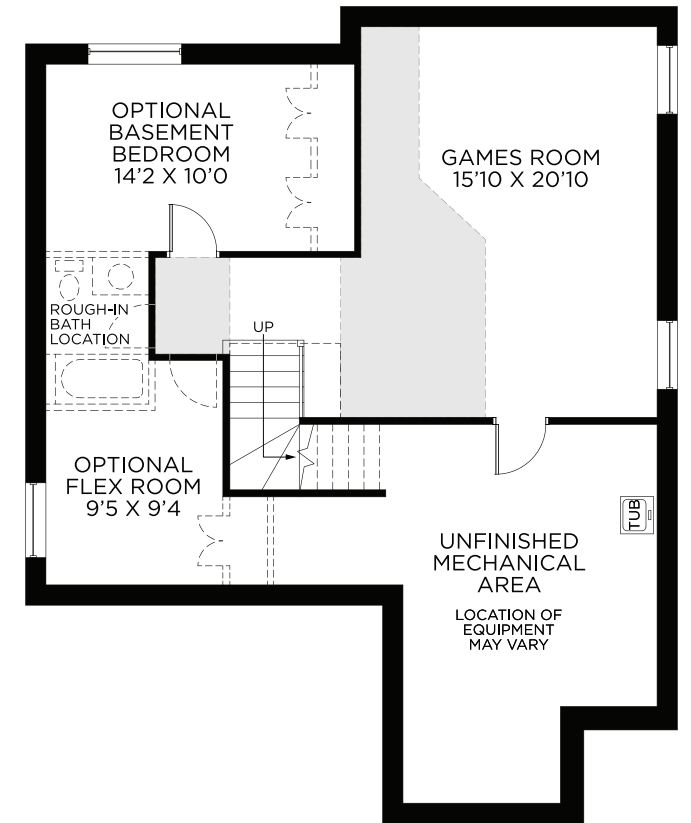 OPTIONAL
BASEMENT
BEDROOM
14'2 X 10'0
GAMES ROOM
15'10 X 20'10
ROUGH-IN
BATH
LOCATION
UP
OPTIONAL
FLEX ROOM
9'5 X 9'4
TUB
UNFINISHED
MECHANICAL
AREA
LOCATION OF
EQUIPMENT
MAY VARY